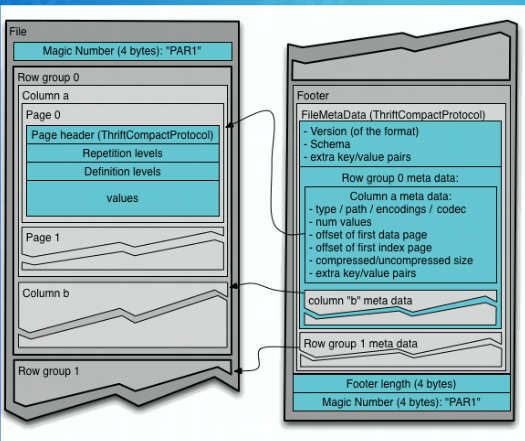 File
Magic Number (4 bytes): "PAR1"
Row group 0
Column a
Page 0
Page header (ThriftCompactProtocol)
Repetition levels
Definition levels
values
Page 1
Column b
Row group 1
Footer
FileMetaData (ThriftCompactProtocol)
- Version (of the format)
- Schema
- extra key/value pairs
Row group 0 meta data:
Column a meta data:
- type / path / encodings / codec
- num values
- offset of first data page
- offset of first index page
- compressed/uncompressed size
- extra key/value pairs
column "b" meta data
Row group 1 meta data
Footer length (4 bytes)
Magic Number (4 bytes): "PAR1"